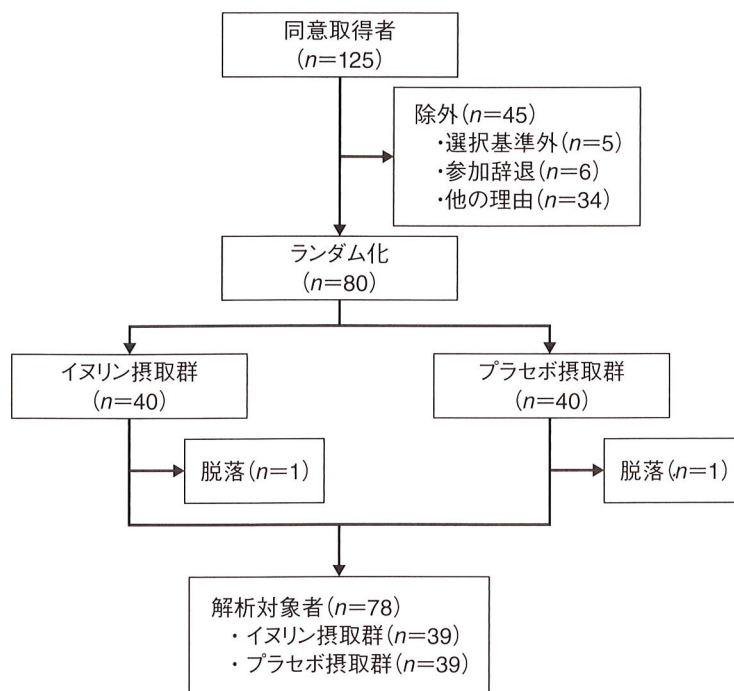 同意取得者
(n=125)
除外(n=45)
・選択基準外(n=5)
・参加辞退(n=6)
・他の理由(n=34)
ランダム化
(n=80)
イヌリン摂取群
(n=40)
プラセボ摂取群
(n=40)
脱落(n=1)
脱落(n=1)
解析対象者(n=78)
・イヌリン摂取群(n=39)
・プラセボ摂取群(n=39)